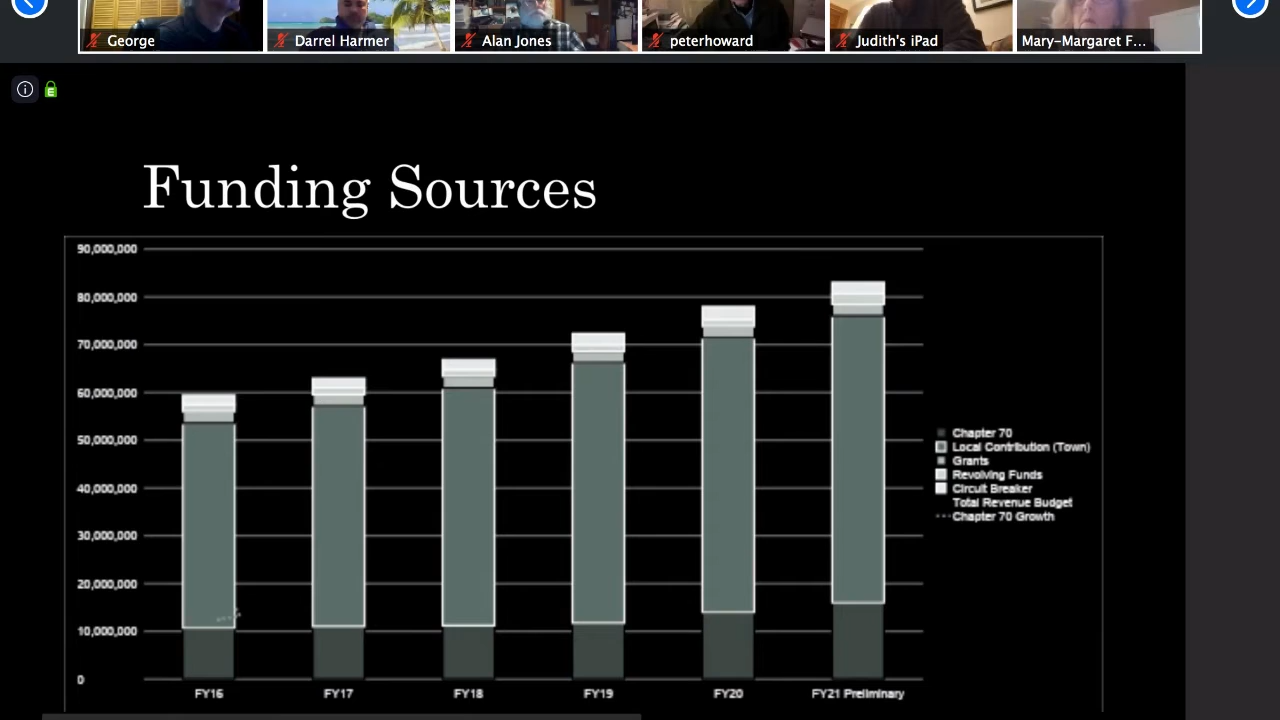 George
Darrel Harmer
Alan Jones
peterhoward
Judith's iPad
Mary-Margaret F...
E
Funding Sources
90,000,000
80,000,000
70,000,000
60,000,000
50,000,000
40,000,000
30,000,000
20,000,000
10,000,000
0
FY16
FY17
FY18
FY19
FY20
FY21 Preliminary
Chapter 70
Local Contribution (Town)
Grants
Revolving Funds
Circuit Breaker
Total Revenue Budget
Chapter 70 Growth